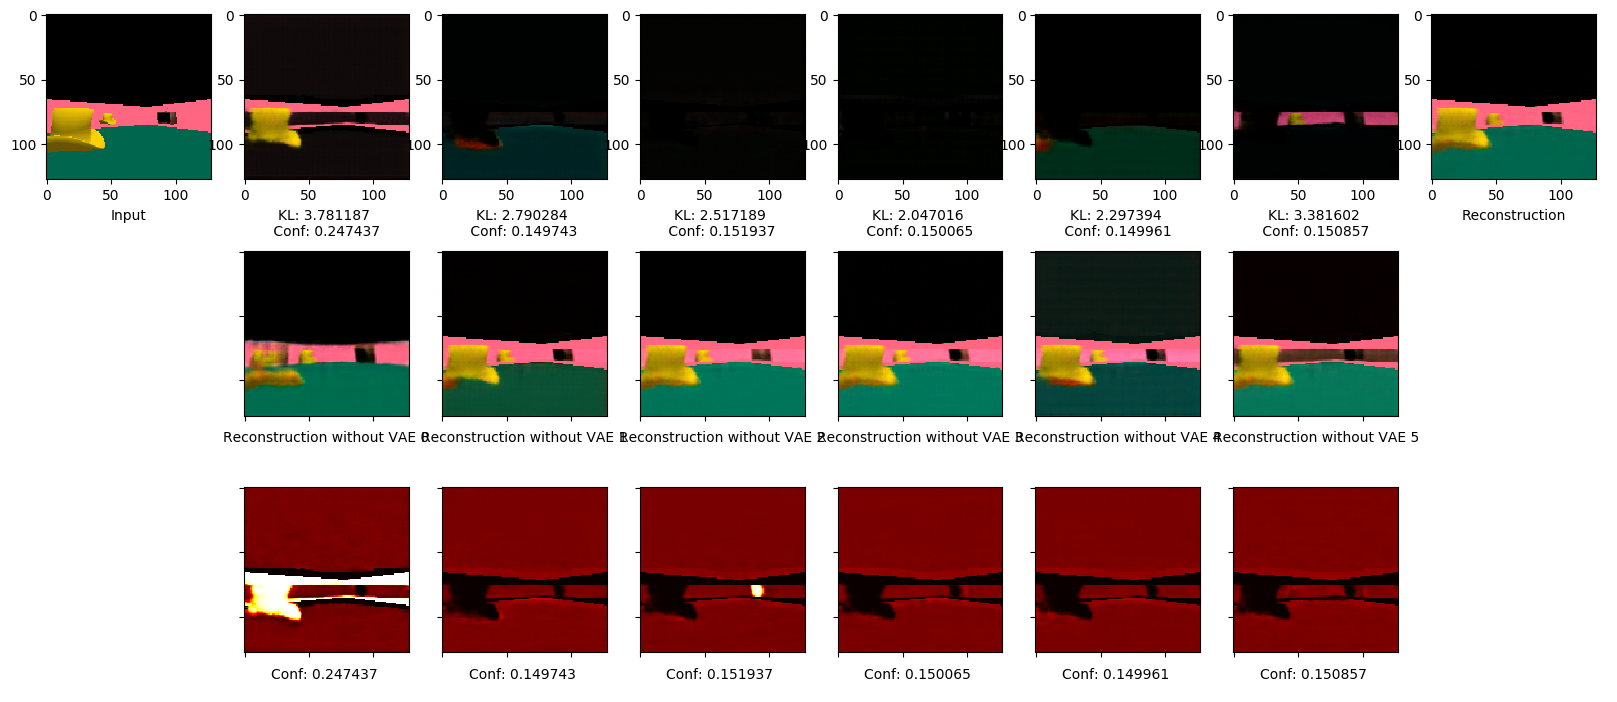 0
50
100
0 50 100
Input
0
50
100
0 50 100
KL: 3.781187
Conf: 0.247437
0
50
100
0 50 100
KL: 2.790284
Conf: 0.149743
0
50
100
0 50 100
KL: 2.517189
Conf: 0.151937
0
50
100
0 50 100
KL: 2.047016
Conf: 0.150065
0
50
100
0 50 100
KL: 2.297394
Conf: 0.149961
0
50
100
0 50 100
KL: 3.381602
Conf: 0.150857
0
50
100
0 50 100
Reconstruction
Reconstruction without VAE 0
Reconstruction without VAE 1
Reconstruction without VAE 2
Reconstruction without VAE 3
Reconstruction without VAE 4
Reconstruction without VAE 5
Conf: 0.247437
Conf: 0.149743
Conf: 0.151937
Conf: 0.150065
Conf: 0.149961
Conf: 0.150857